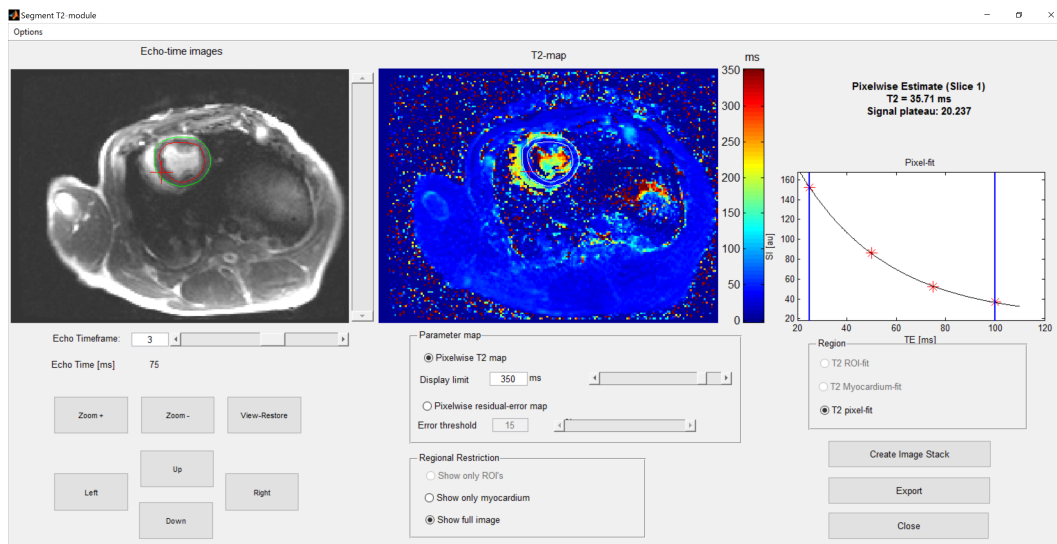 Segment T2-module
Options
Echo-time images
T2-map
ms
350
300
250
200
150
100
50
0
Pixelwise Estimate (Slice 1)
T2 = 35.71 ms
Signal plateau: 20.237
Pixel-fit
SI [au]
160
140
120
100
80
60
40
20
20 40 60 80 100 120
TE [ms]
Echo Timeframe: 3
Echo Time [ms] 75
Zoom +
Zoom -
View-Restore
Up
Left
Right
Down
Parameter map
Pixelwise T2 map
Display limit 350 ms
Pixelwise residual-error map
Error threshold 15
Regional Restriction
Show only ROI's
Show only myocardium
Show full image
Region
T2 ROI-fit
T2 Myocardium-fit
T2 pixel-fit
Create Image Stack
Export
Close